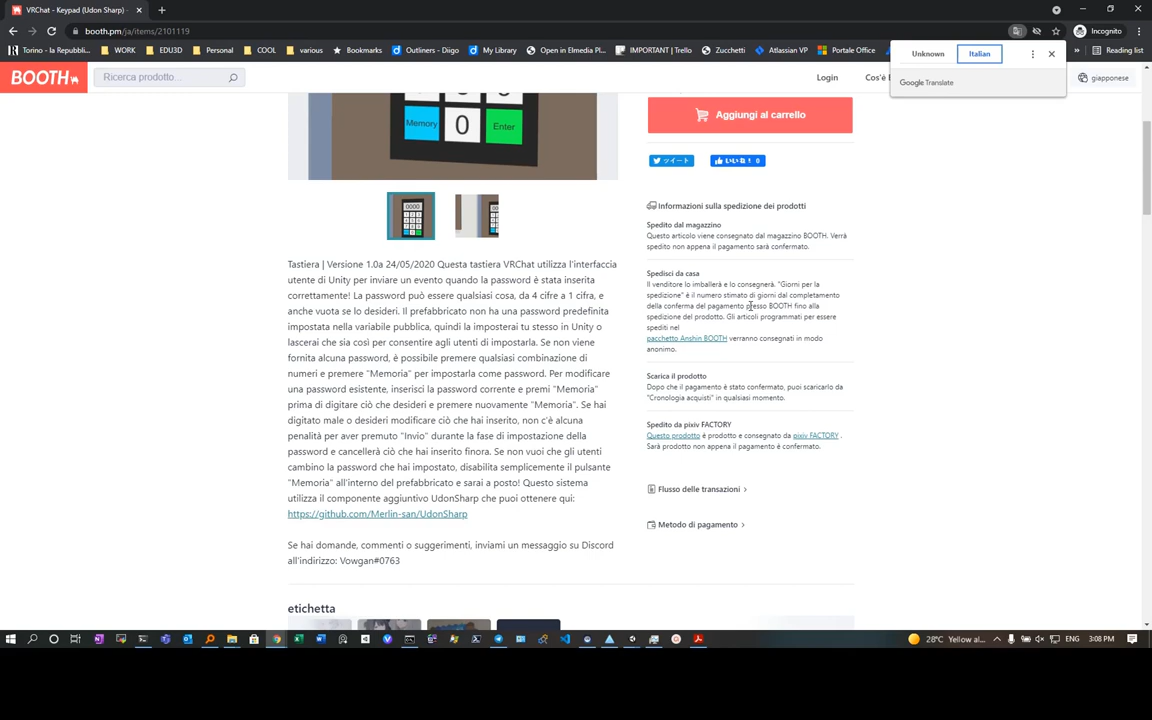 VRChat - Keypad (Udon Sharp)
booth.pm/ja/items/2101119
Incognito
Torino - la Repubbli...
WORK
EDU3D
Personal
COOL
various
Bookmarks
Outliners - Diigo
My Library
Open in Elmedia Pl...
IMPORTANT | Trello
Zucchetti
Atlassian VP
Portale Office
Reading list
Unknown
Italian
Google Translate
BOOTH
Ricerca prodotto...
Login
Cos'è
giapponese
Memory
0
Enter
Aggiungi al carrello
ツイート
いいね! 0
Informazioni sulla spedizione dei prodotti
Spedito dal magazzino
Questo articolo viene consegnato dal magazzino BOOTH. Verrà
spedito non appena il pagamento sarà confermato.
Spedisci da casa
Il venditore lo imballerà e lo consegnerà. "Giorni per la
spedizione" è il numero stimato di giorni dal completamento
della conferma del pagamento presso BOOTH fino alla
spedizione del prodotto. Gli articoli programmati per essere
spediti nel
pacchetto Anshin BOOTH verranno consegnati in modo
anonimo.
Scarica il prodotto
Dopo che il pagamento è stato confermato, puoi scaricarlo da
"Cronologia acquisti" in qualsiasi momento.
Spedito da pixiv FACTORY
Questo prodotto è prodotto e consegnato da pixiv FACTORY .
Sarà prodotto non appena il pagamento è confermato.
Flusso delle transazioni
Metodo di pagamento
Tastiera | Versione 1.0a 24/05/2020 Questa tastiera VRChat utilizza l'interfaccia
utente di Unity per inviare un evento quando la password è stata inserita
correttamente! La password può essere qualsiasi cosa, da 4 cifre a 1 cifra, e
anche vuota se lo desideri. Il prefabbricato non ha una password predefinita
impostata nella variabile pubblica, quindi la imposterai tu stesso in Unity o
lascerai che sia così per consentire agli utenti di impostarla. Se non viene
fornita alcuna password, è possibile premere qualsiasi combinazione di
numeri e premere "Memoria" per impostarla come password. Per modificare
una password esistente, inserisci la password corrente e premi "Memoria"
prima di digitare ciò che desideri e premere nuovamente "Memoria". Se hai
digitato male o desideri modificare ciò che hai inserito, non c'è alcuna
penalità per aver premuto "Invio" durante la fase di impostazione della
password e cancellerà ciò che hai inserito finora. Se non vuoi che gli utenti
cambino la password che hai impostato, disabilita semplicemente il pulsante
"Memoria" all'interno del prefabbricato e sarai a posto! Questo sistema
utilizza il componente aggiuntivo UdonSharp che puoi ottenere qui:
https://github.com/Merlin-san/UdonSharp
Se hai domande, commenti o suggerimenti, inviami un messaggio su Discord
all'indirizzo: Vowgan#0763
etichetta
28°C Yellow al...
ENG
3:08 PM